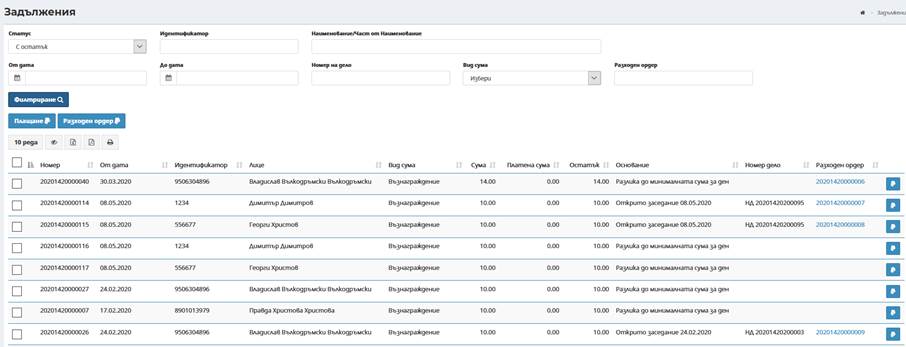 Задължения
Задължени
Статус Идентификатор Наименование/Част от Наименование
С остатък
От дата До дата Номер на дело Вид сума Разходен ордер
Избери
Филтриране
Плащане Разходен ордер
10 реда
Номер От дата Идентификатор Лице Вид сума Сума Платена сума Остатък Основание Номер дело Разходен ордер
20201420000040 30.03.2020 9506304896 Владислав Вълкодръмски Вълкодръмски Възнаграждение 14.00 0.00 14.00 Разлика до минималната сума за ден 20201420000006
20201420000114 08.05.2020 1234 Димитър Димитров Възнаграждение 10.00 0.00 10.00 Открито заседание 08.05.2020 НД 20201420200095 20201420000007
20201420000115 08.05.2020 556677 Георги Христов Възнаграждение 10.00 0.00 10.00 Открито заседание 08.05.2020 НД 20201420200095 20201420000008
20201420000116 08.05.2020 1234 Димитър Димитров Възнаграждение 10.00 0.00 10.00 Разлика до минималната сума за ден
20201420000117 08.05.2020 556677 Георги Христов Възнаграждение 10.00 0.00 10.00 Разлика до минималната сума за ден
20201420000027 24.02.2020 9506304896 Владислав Вълкодръмски Вълкодръмски Възнаграждение 10.00 0.00 10.00 Разлика до минималната сума за ден
20201420000007 17.02.2020 8901013979 Правда Христова Христова Възнаграждение 10.00 0.00 10.00 Разлика до минималната сума за ден
20201420000026 24.02.2020 9506304896 Владислав Вълкодръмски Вълкодръмски Възнаграждение 10.00 0.00 10.00 Открито заседание 24.02.2020 НД 20201420200003 20201420000009